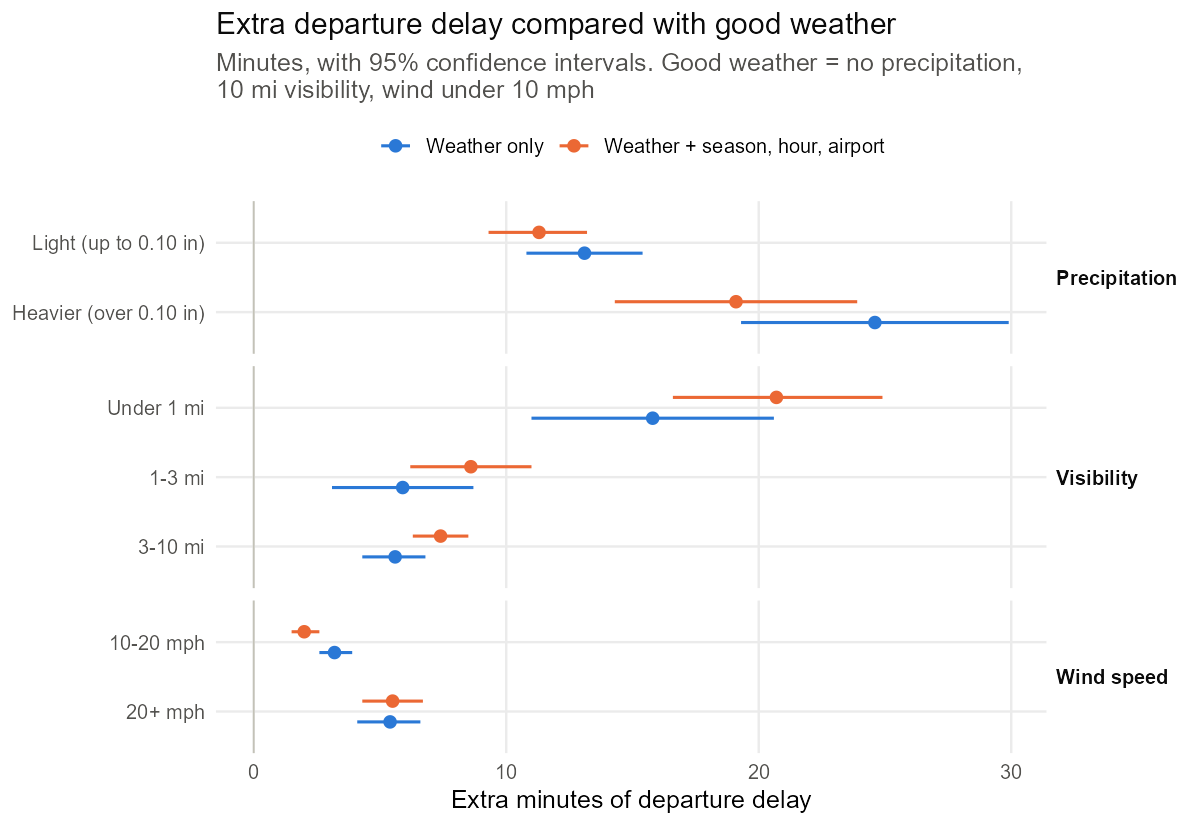 Extra departure delay compared with good weather
Minutes, with 95% confidence intervals. Good weather = no precipitation,
10 mi visibility, wind under 10 mph
Weather only
Weather + season, hour, airport
Light (up to 0.10 in)
Heavier (over 0.10 in)
Precipitation
Under 1 mi
1-3 mi
3-10 mi
Visibility
10-20 mph
20+ mph
Wind speed
0 10 20 30
Extra minutes of departure delay